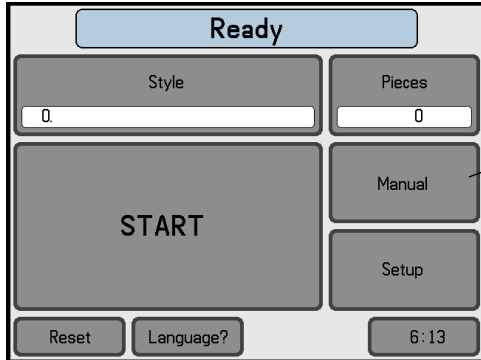 Ready
Style
Pieces
0.
0
START
Manual
Setup
Reset
Language?
6:13